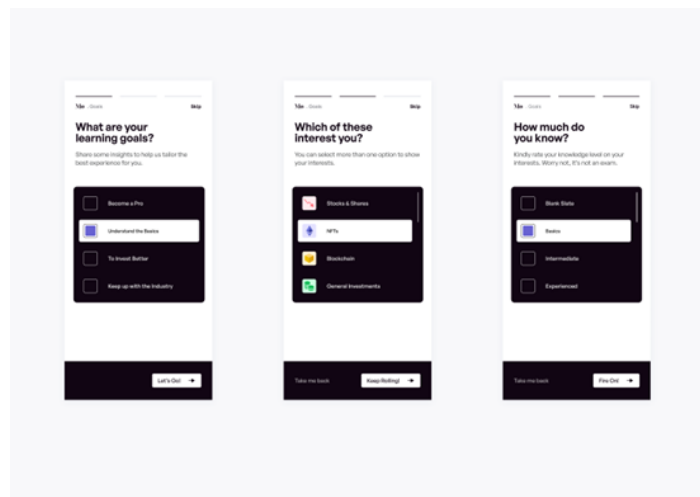 Goals
Skip
What are your
learning goals?
Share some insights to help us tailor the
best experience for you.
Become a Pro
Understand the Basics
To Invest Better
Keep up with the Industry
Let's Go!
Goals
Skip
Which of these
interest you?
You can select more than one option to show
your interests.
Stocks & Shares
NFTs
Blockchain
General Investments
Take me back
Keep Rolling!
Goals
Skip
How much do
you know?
Kindly rate your knowledge level on your
interests. Worry not, it's not an exam.
Blank Slate
Basics
Intermediate
Experienced
Take me back
Fire On!